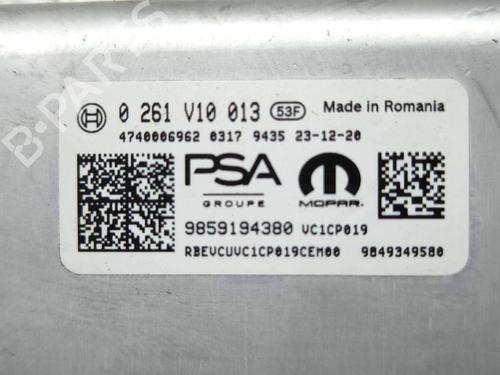 B-PARTS
0 261 V10 013 53F Made in Romania
4740006962 0317 9435 23-12-20
PSA
GROUPE
MOPAR
9859194380 VC1CP019
RBEVCUVC1CP019CEM00 9849349580